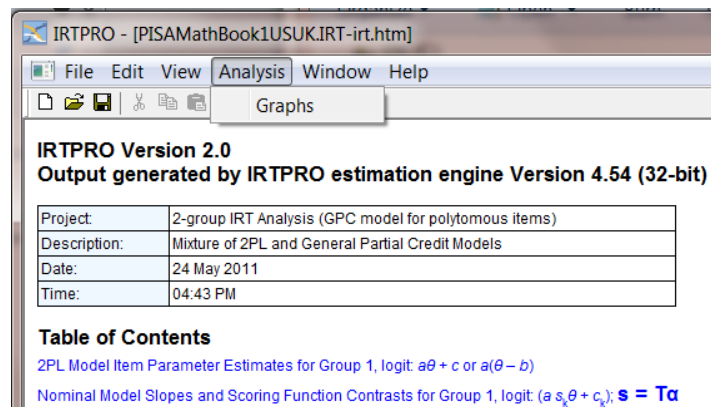 IRTPRO - [PISAMathBook1USUK.IRT-irt.htm]
File Edit View Analysis Window Help
Graphs
IRTPRO Version 2.0
Output generated by IRTPRO estimation engine Version 4.54 (32-bit)
Project: 2-group IRT Analysis (GPC model for polytomous items)
Description: Mixture of 2PL and General Partial Credit Models
Date: 24 May 2011
Time: 04:43 PM
Table of Contents
2PL Model Item Parameter Estimates for Group 1, logit: aθ + c or a(θ – b)
Nominal Model Slopes and Scoring Function Contrasts for Group 1, logit: (a sₖθ + cₖ); s = Tα